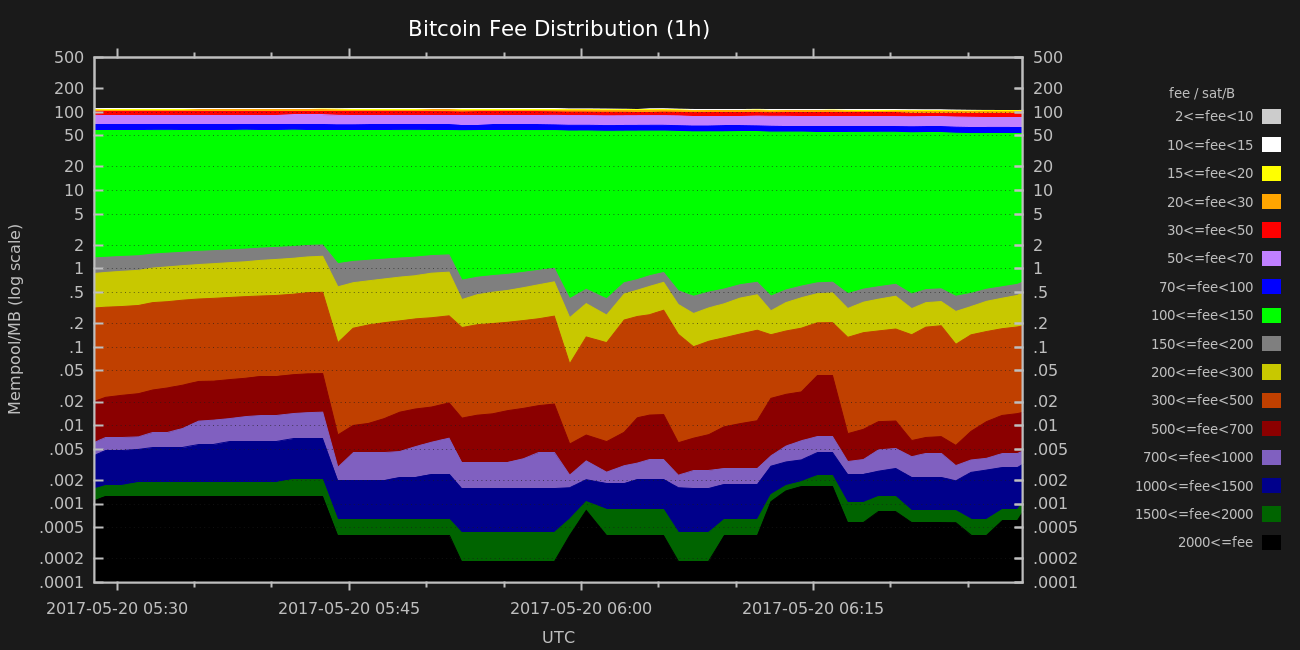 Bitcoin Fee Distribution (1h)
Mempool/MB (log scale)
500
200
100
50
20
10
5
2
1
.5
.2
.1
.05
.02
.01
.005
.002
.001
.0005
.0002
.0001
500
200
100
50
20
10
5
2
1
.5
.2
.1
.05
.02
.01
.005
.002
.001
.0005
.0002
.0001
2017-05-20 05:30 2017-05-20 05:45 2017-05-20 06:00 2017-05-20 06:15
UTC
fee / sat/B
2<=fee<10
10<=fee<15
15<=fee<20
20<=fee<30
30<=fee<50
50<=fee<70
70<=fee<100
100<=fee<150
150<=fee<200
200<=fee<300
300<=fee<500
500<=fee<700
700<=fee<1000
1000<=fee<1500
1500<=fee<2000
2000<=fee